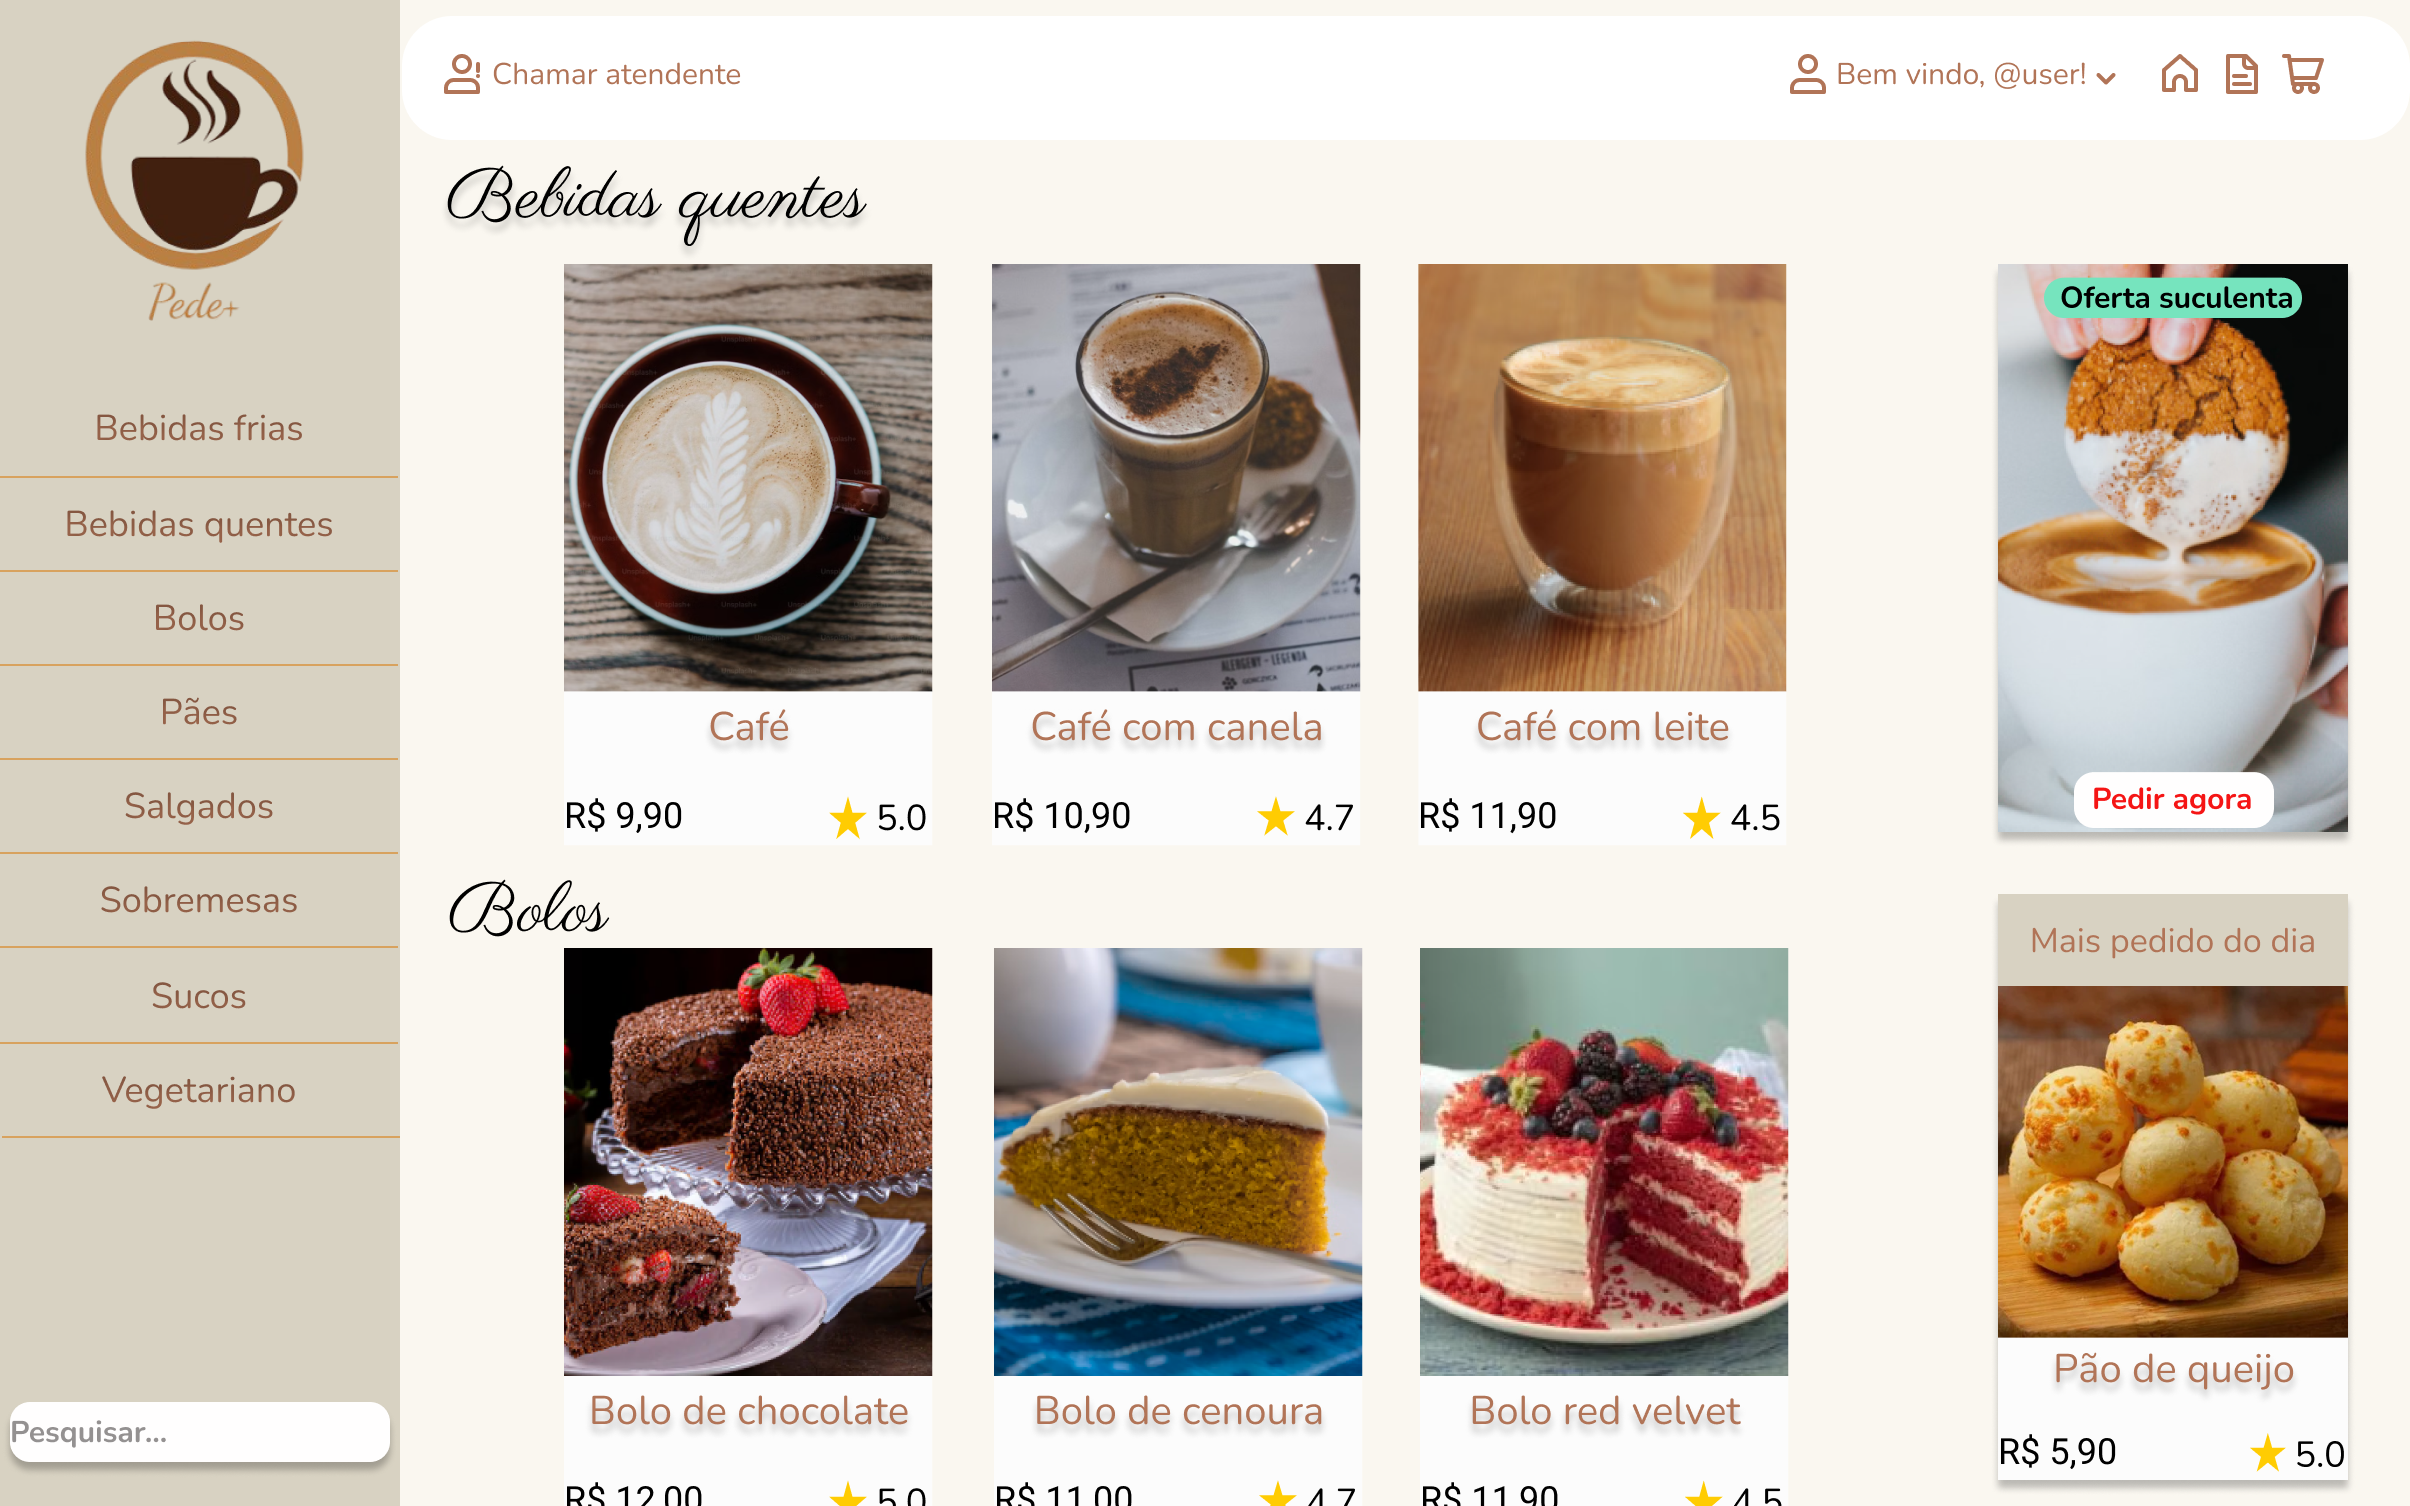 Pede+
Bebidas frias
Bebidas quentes
Bolos
Pães
Salgados
Sobremesas
Sucos
Vegetariano
Pesquisar...
Chamar atendente
Bem vindo, @user!
Bebidas quentes
Café
R$ 9,90
5.0
ALERGENY - LEGENDA
GORCZYCA
Café com canela
R$ 10,90
4.7
Café com leite
R$ 11,90
4.5
Oferta suculenta
Pedir agora
Bolos
Bolo de chocolate
R$ 12,00
5.0
Bolo de cenoura
R$ 11,00
4.7
Bolo red velvet
R$ 11,90
4.5
Mais pedido do dia
Pão de queijo
R$ 5,90
5.0